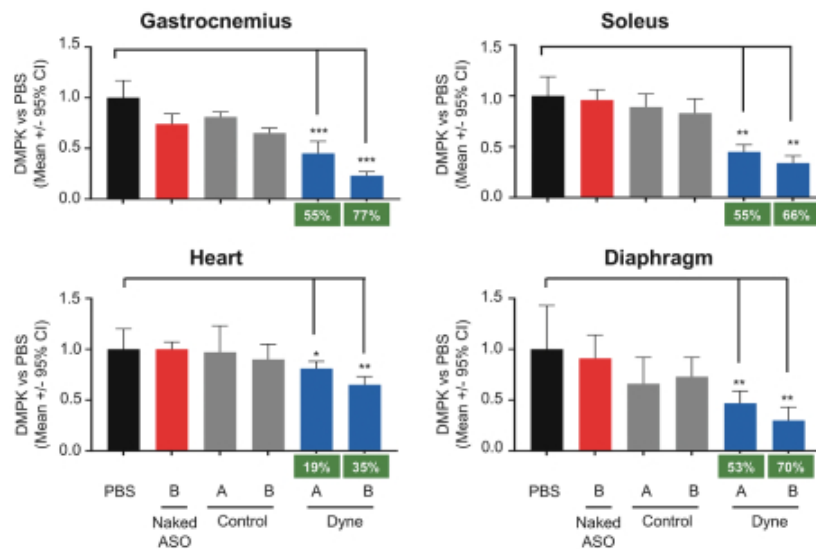 Gastrocnemius
DMPK vs PBS
(Mean +/- 95% CI)
1.5
1.0
0.5
0.0
***
***
55%
77%
Soleus
DMPK vs PBS
(Mean +/- 95% CI)
1.5
1.0
0.5
0.0
**
**
55%
66%
Heart
DMPK vs PBS
(Mean +/- 95% CI)
1.5
1.0
0.5
0.0
*
**
19%
35%
PBS B A B A B
Naked ASO
Control
Dyne
Diaphragm
DMPK vs PBS
(Mean +/- 95% CI)
1.5
1.0
0.5
0.0
**
**
53%
70%
PBS B A B A B
Naked ASO
Control
Dyne